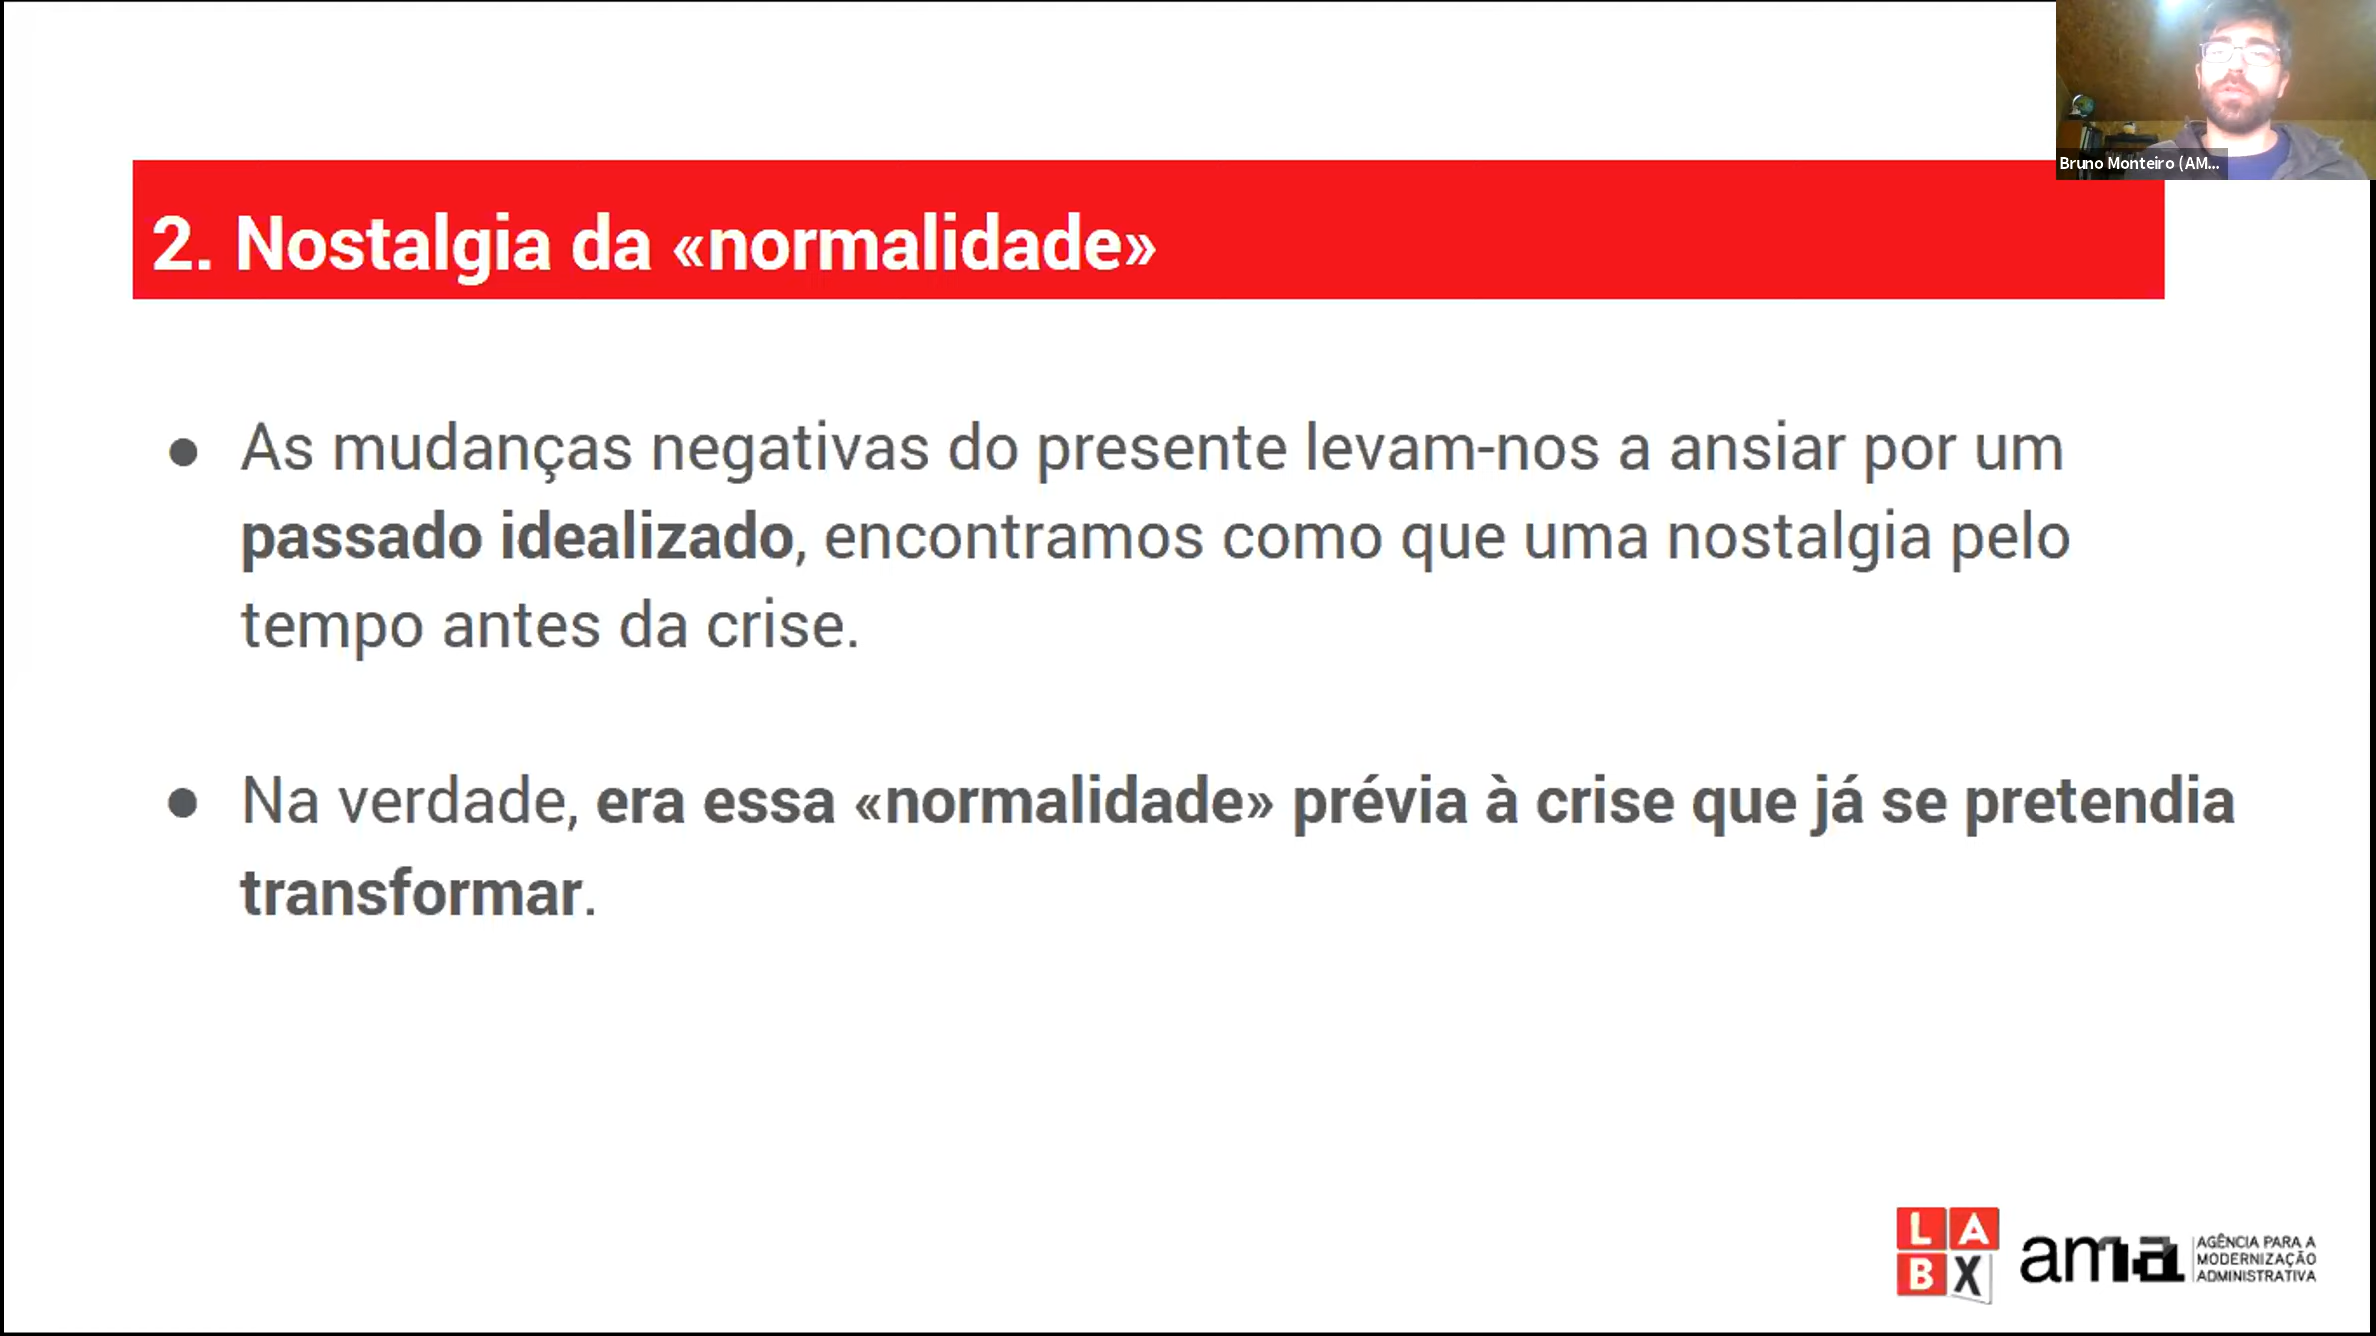 Bruno Monteiro (AM...
2. Nostalgia da «normalidade»
● As mudanças negativas do presente levam-nos a ansiar por um
passado idealizado, encontramos como que uma nostalgia pelo
tempo antes da crise.
● Na verdade, era essa «normalidade» prévia à crise que já se pretendia
transformar.
LA
BX
ama
AGÊNCIA PARA A
MODERNIZAÇÃO
ADMINISTRATIVA